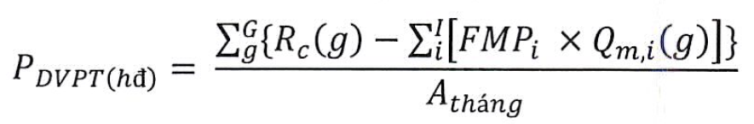 P_{DVPT(hđ)} = \frac{\sum_{g}^{G}\{R_c(g) - \sum_{i}^{I}[FMP_i \times Q_{m,i}(g)]\}}{A_{tháng}}